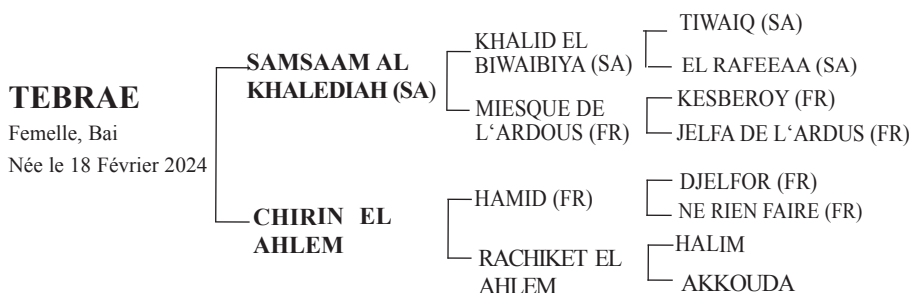 TEBRAE
Femelle, Bai
Née le 18 Février 2024
SAMSAAM AL
KHALEDIAH (SA)
CHIRIN EL
AHLEM
KHALID EL
BIWAIBIYA (SA)
MIESQUE DE
L‘ARDOUS (FR)
HAMID (FR)
RACHIKET EL
AHLEM
TIWAIQ (SA)
EL RAFEEAA (SA)
KESBEROY (FR)
JELFA DE L‘ARDUS (FR)
DJELFOR (FR)
NE RIEN FAIRE (FR)
HALIM
AKKOUDA